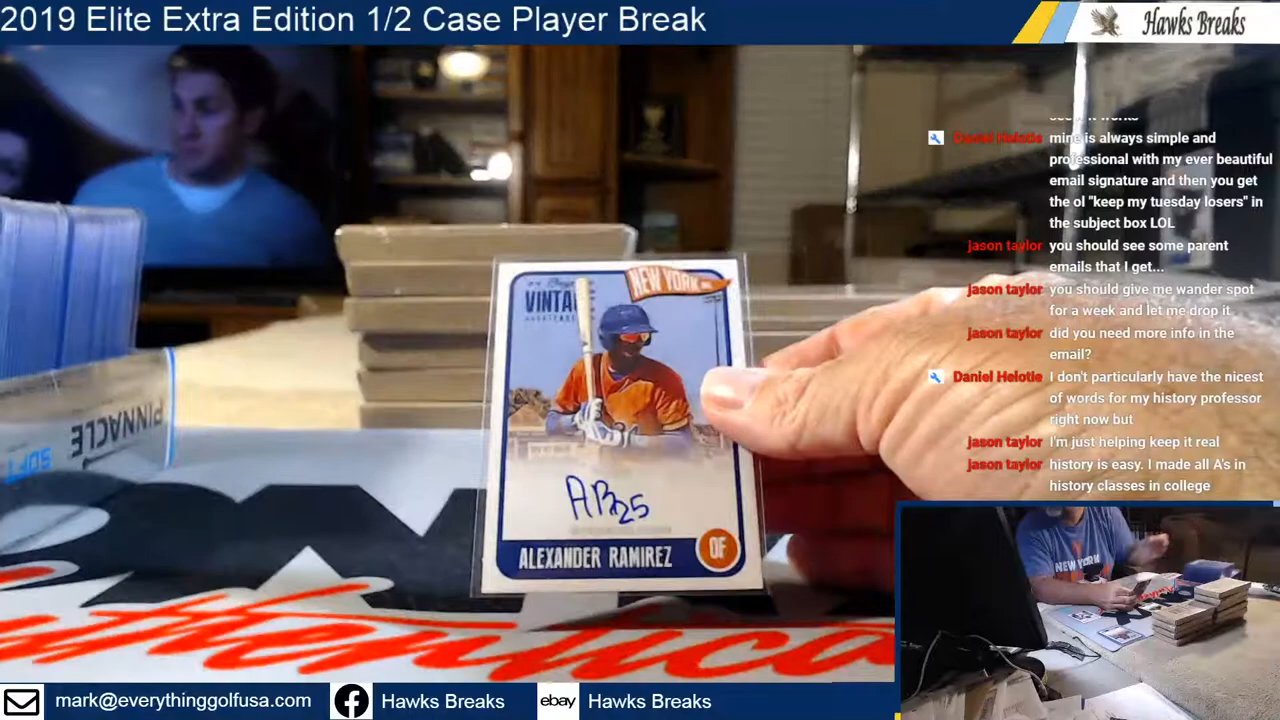 2019 Elite Extra Edition 1/2 Case Player Break
Hawks Breaks
Daniel Helotie mine is always simple and
professional with my ever beautiful
email signature and then you get
the ol "keep my tuesday losers" in
the subject box LOL
jason taylor you should see some parent
emails that I get...
jason taylor you should give me wander spot
for a week and let me drop it
jason taylor did you need more info in the
email?
Daniel Helotie I don't particularly have the nicest
of words for my history professor
right now but
jason taylor I'm just helping keep it real
jason taylor history is easy. I made all A's in
history classes in college
NEW YORK
VINTAGE
AR25
ALEXANDER RAMIREZ
OF
PINNACLE
SOFT
NEW YORK
mark@everythinggolfusa.com
Hawks Breaks
ebay
Hawks Breaks